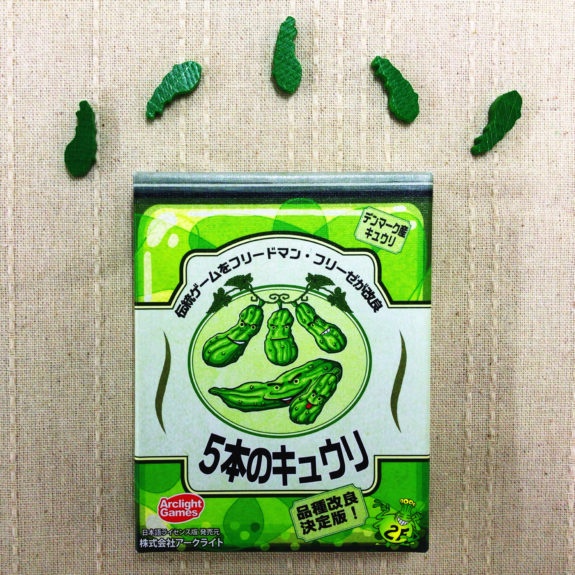 デンマーク産
キュウリ
伝統ゲームをフリードマン・フリーゼが改良
5本のキュウリ
Arclight
Games
日本語ライセンス版 発売元
株式会社アークライト
品種改良
決定版！
2F